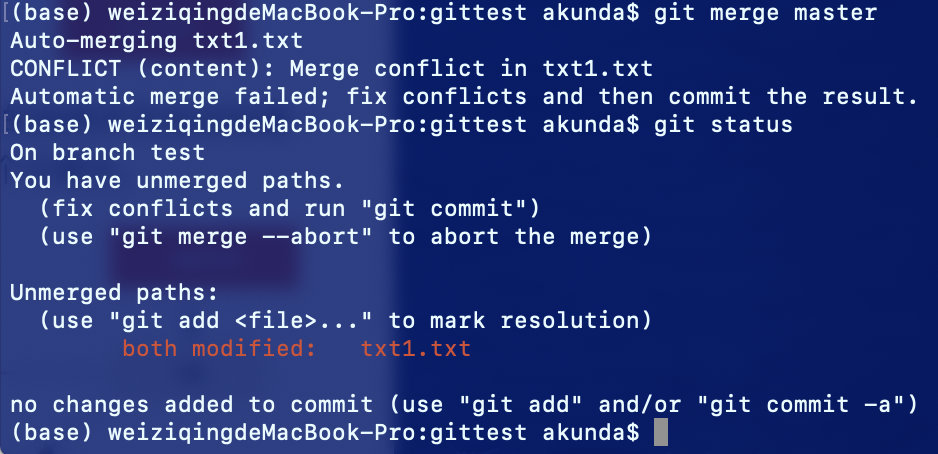 [(base) weiziqingdeMacBook-Pro:gittest akunda$ git merge master
Auto-merging txt1.txt
CONFLICT (content): Merge conflict in txt1.txt
Automatic merge failed; fix conflicts and then commit the result.
[(base) weiziqingdeMacBook-Pro:gittest akunda$ git status
On branch test
You have unmerged paths.
  (fix conflicts and run "git commit")
  (use "git merge --abort" to abort the merge)

Unmerged paths:
  (use "git add <file>..." to mark resolution)
        both modified:   txt1.txt

no changes added to commit (use "git add" and/or "git commit -a")
(base) weiziqingdeMacBook-Pro:gittest akunda$